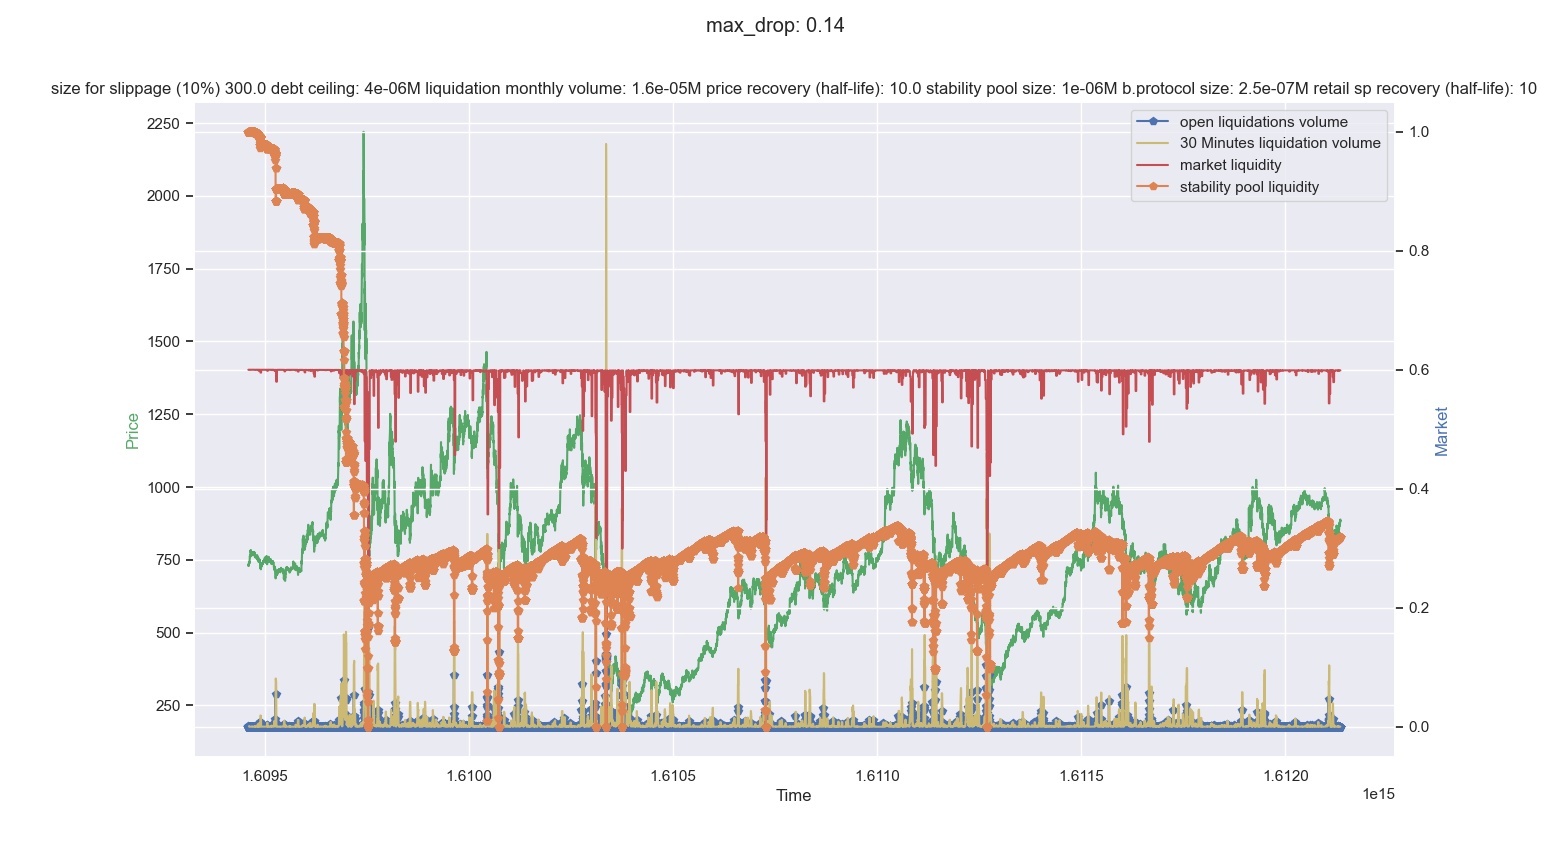 max_drop: 0.14
size for slippage (10%) 300.0 debt ceiling: 4e-06M liquidation monthly volume: 1.6e-05M price recovery (half-life): 10.0 stability pool size: 1e-06M b.protocol size: 2.5e-07M retail sp recovery (half-life): 10
open liquidations volume
30 Minutes liquidation volume
market liquidity
stability pool liquidity
2250
2000
1750
1500
1250
1000
750
500
250
Price
1.0
0.8
0.6
0.4
0.2
0.0
Market
1.6095
1.6100
1.6105
1.6110
1.6115
1.6120
Time
1e15